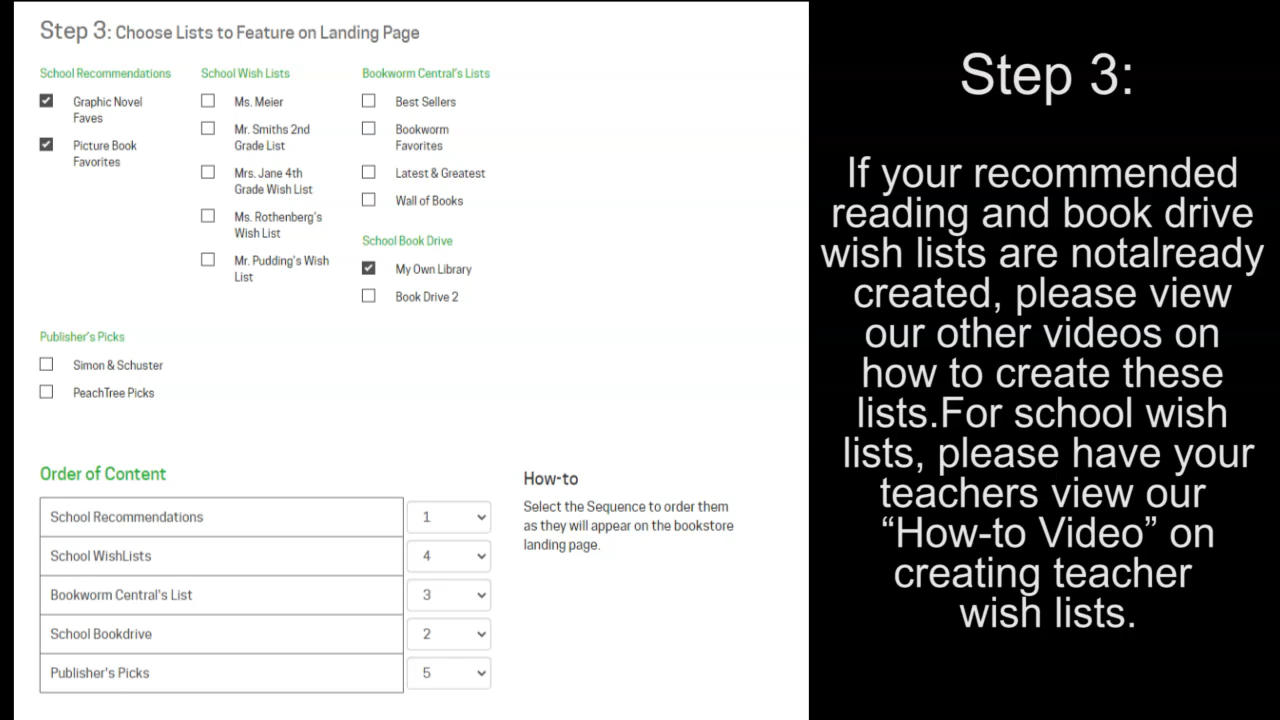 Step 3: Choose Lists to Feature on Landing Page
School Recommendations
Graphic Novel
Faves
Picture Book
Favorites
School Wish Lists
Ms. Meier
Mr. Smiths 2nd
Grade List
Mrs. Jane 4th
Grade Wish List
Ms. Rothenberg's
Wish List
Mr. Pudding's Wish
List
Bookworm Central's Lists
Best Sellers
Bookworm
Favorites
Latest & Greatest
Wall of Books
School Book Drive
My Own Library
Book Drive 2
Publisher's Picks
Simon & Schuster
PeachTree Picks
Order of Content
School Recommendations 1
School WishLists 4
Bookworm Central's List 3
School Bookdrive 2
Publisher's Picks 5
How-to
Select the Sequence to order them
as they will appear on the bookstore
landing page.
Step 3:
If your recommended
reading and book drive
wish lists are notalready
created, please view
our other videos on
how to create these
lists.For school wish
lists, please have your
teachers view our
“How-to Video” on
creating teacher
wish lists.